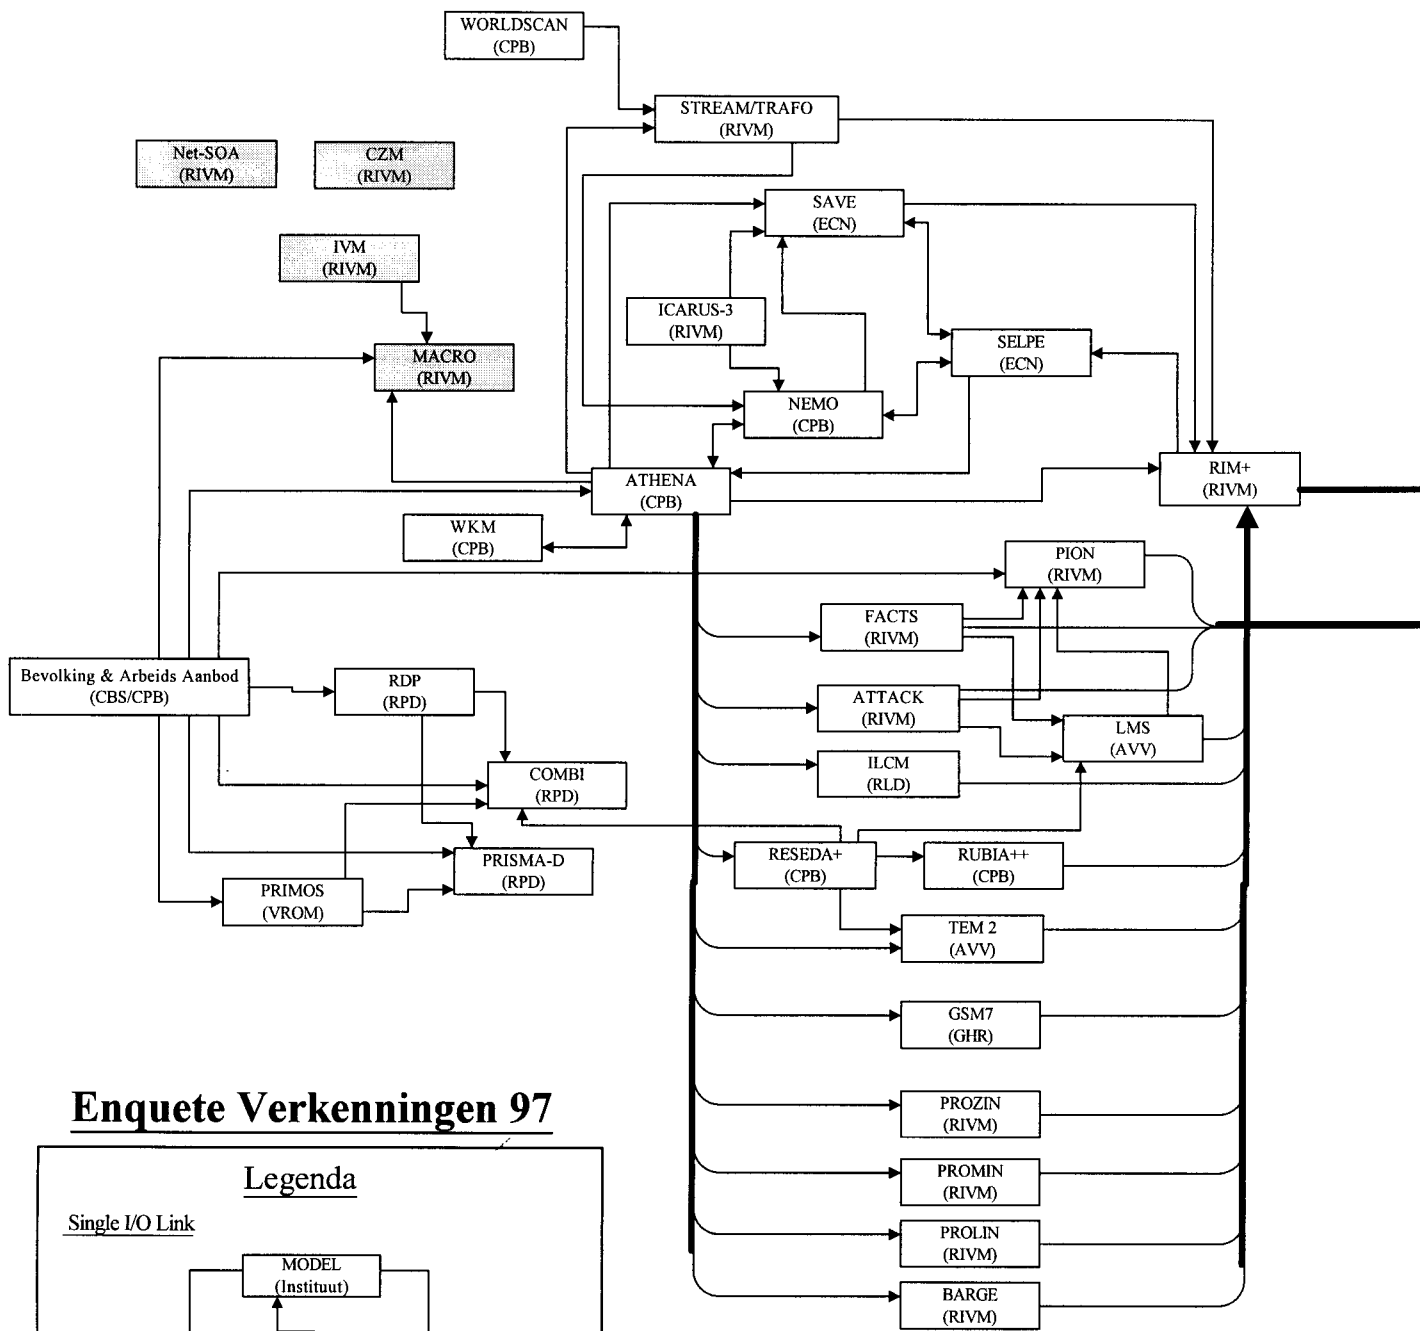 WORLDSCAN
(CPB)
STREAM/TRAFO
(RIVM)
Net-SOA
(RIVM)
CZM
(RIVM)
SAVE
(ECN)
IVM
(RIVM)
ICARUS-3
(RIVM)
SELPE
(ECN)
MACRO
(RIVM)
NEMO
(CPB)
RIM+
(RIVM)
ATHENA
(CPB)
WKM
(CPB)
PION
(RIVM)
FACTS
(RIVM)
Bevolking & Arbeids Aanbod
(CBS/CPB)
RDP
(RPD)
ATTACK
(RIVM)
LMS
(AVV)
ILCM
(RLD)
COMBI
(RPD)
RESEDA+
(CPB)
RUBIA++
(CPB)
PRISMA-D
(RPD)
PRIMOS
(VROM)
TEM 2
(AVV)
GSM7
(GHR)
PROZIN
(RIVM)
PROMIN
(RIVM)
PROLIN
(RIVM)
BARGE
(RIVM)
Enquete Verkenningen 97
Legenda
Single I/O Link
MODEL
(Instituut)